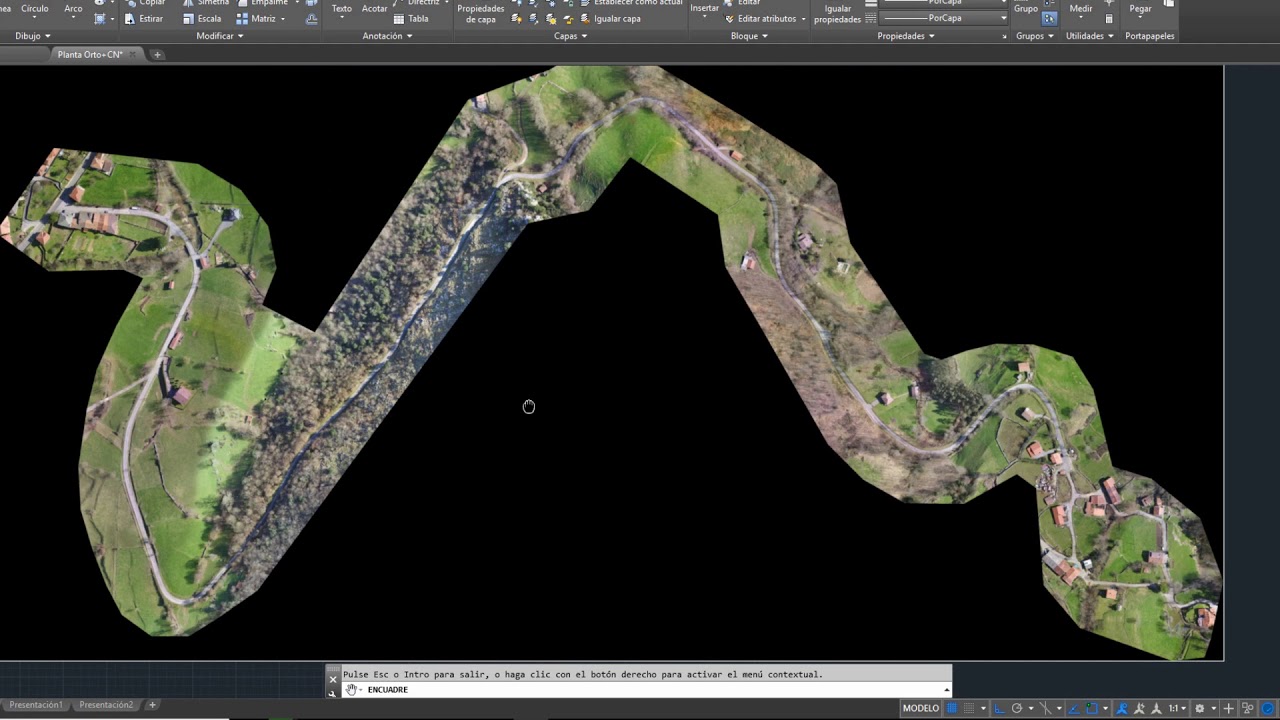 Copiar Simetría Empalme Directriz Establecer como actual Editar PorCapa
Círculo Arco Estirar Escala Matriz Texto Acotar Tabla Propiedades de capa Igualar capa Insertar Editar atributos Igualar propiedades PorCapa Grupo Medir Pegar
Dibujo Modificar Anotación Capas Bloque Propiedades Grupos Utilidades Portapapeles
Planta Orto+CN*
Pulse Esc o Intro para salir, o haga clic con el botón derecho para activar el menú contextual.
ENCUADRE
Presentación1 Presentación2 + MODELO 1:1